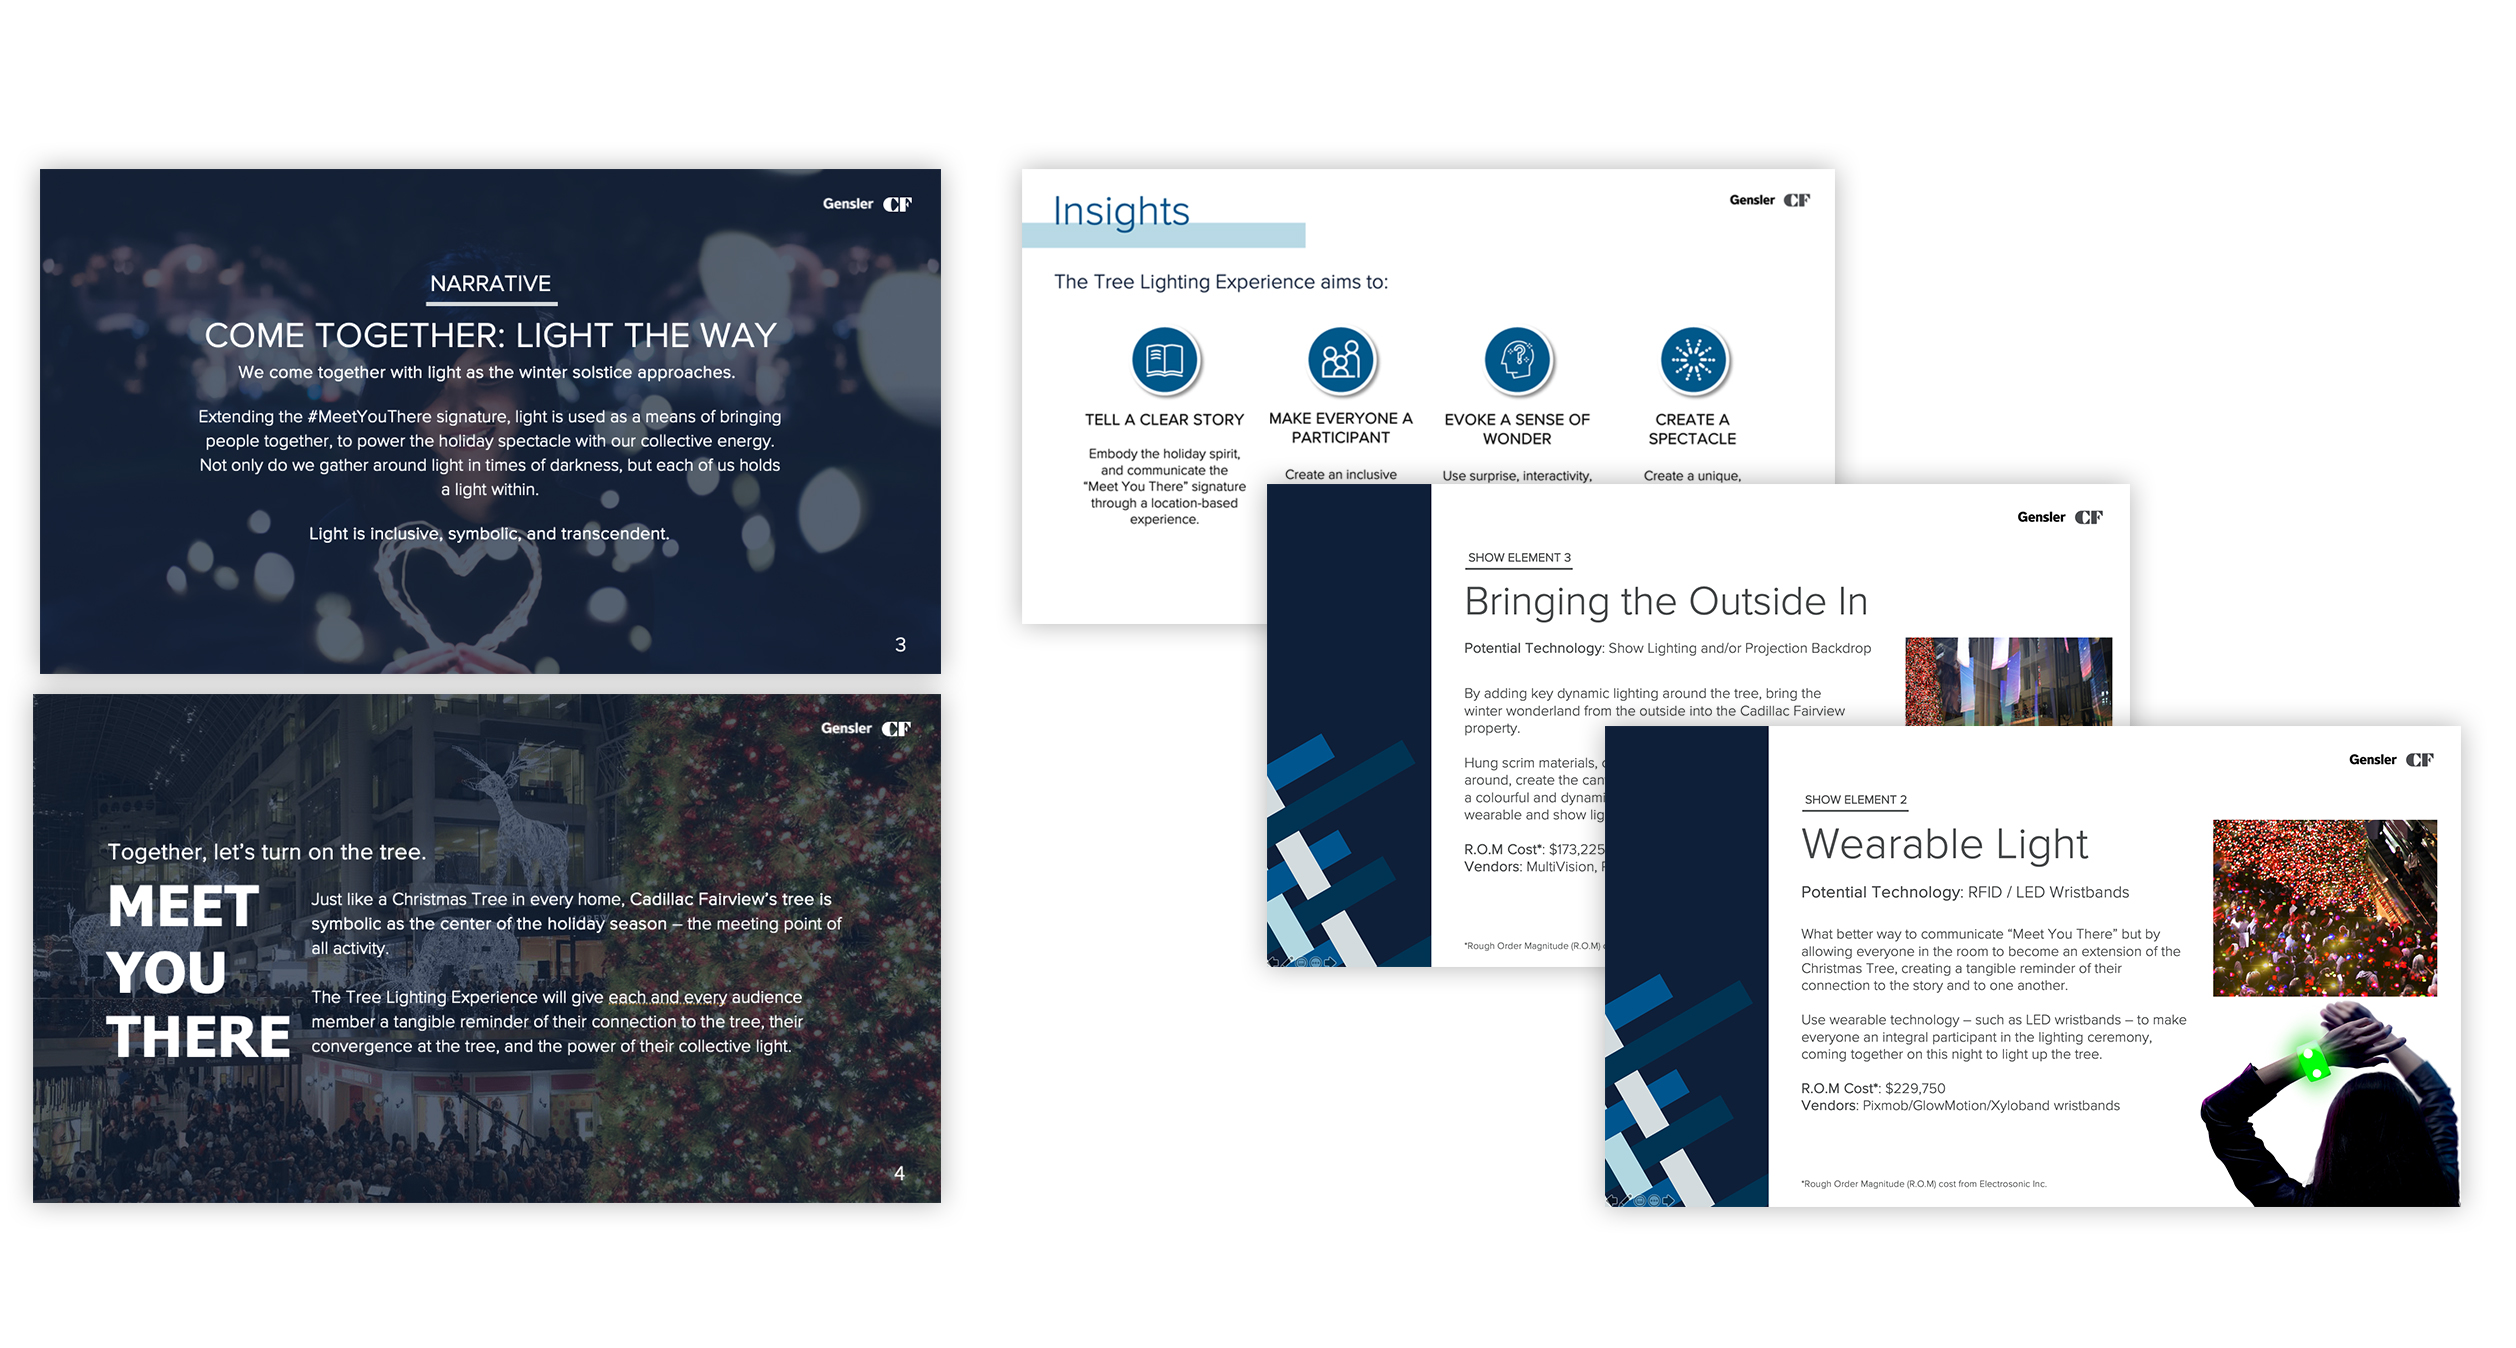 Gensler CF
NARRATIVE
COME TOGETHER: LIGHT THE WAY
We come together with light as the winter solstice approaches.
Extending the #MeetYouThere signature, light is used as a means of bringing
people together, to power the holiday spectacle with our collective energy.
Not only do we gather around light in times of darkness, but each of us holds
a light within.
Light is inclusive, symbolic, and transcendent.
3
Gensler CF
Together, let's turn on the tree.
MEET
YOU
THERE
Just like a Christmas Tree in every home, Cadillac Fairview's tree is
symbolic as the center of the holiday season – the meeting point of
all activity.
The Tree Lighting Experience will give each and every audience
member a tangible reminder of their connection to the tree, their
convergence at the tree, and the power of their collective light.
4
Insights
Gensler CF
The Tree Lighting Experience aims to:
TELL A CLEAR STORY
Embody the holiday spirit,
and communicate the
“Meet You There” signature
through a location-based
experience.
MAKE EVERYONE A
PARTICIPANT
Create an inclusive
EVOKE A SENSE OF
WONDER
Use surprise, interactivity,
CREATE A
SPECTACLE
Create a unique,
Gensler CF
SHOW ELEMENT 3
Bringing the Outside In
Potential Technology: Show Lighting and/or Projection Backdrop
By adding key dynamic lighting around the tree, bring the
winter wonderland from the outside into the Cadillac Fairview
property.
Hung scrim materials,
around, create the
a colourful and
wearable and show
R.O.M Cost*: $173,225
Vendors: MultiVision,
*Rough Order Magnitude (R.O.M)
Gensler CF
SHOW ELEMENT 2
Wearable Light
Potential Technology: RFID / LED Wristbands
What better way to communicate “Meet You There” but by
allowing everyone in the room to become an extension of the
Christmas Tree, creating a tangible reminder of their
connection to the story and to one another.
Use wearable technology – such as LED wristbands – to make
everyone an integral participant in the lighting ceremony,
coming together on this night to light up the tree.
R.O.M Cost*: $229,750
Vendors: Pixmob/GlowMotion/Xyloband wristbands
*Rough Order Magnitude (R.O.M) cost from Electrosonic Inc.